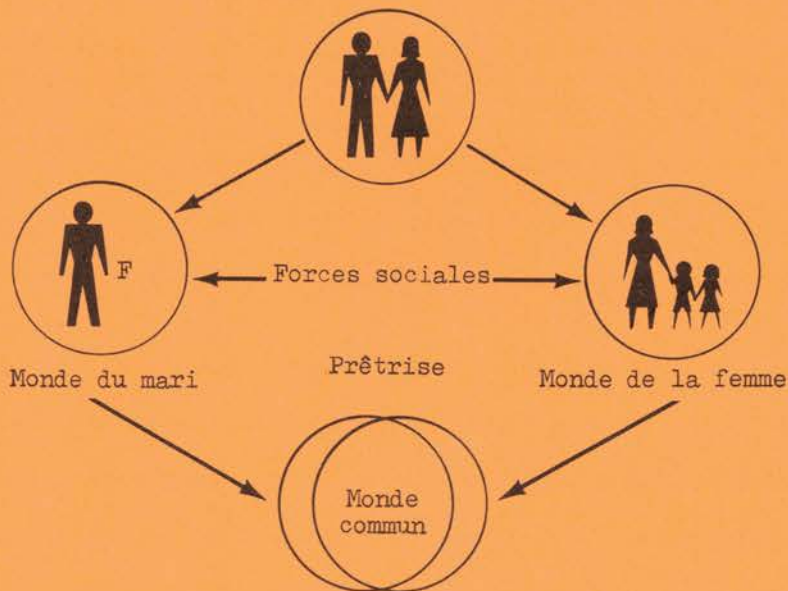 F
Forces sociales
Monde du mari
Prêtrise
Monde de la femme
Monde
commun